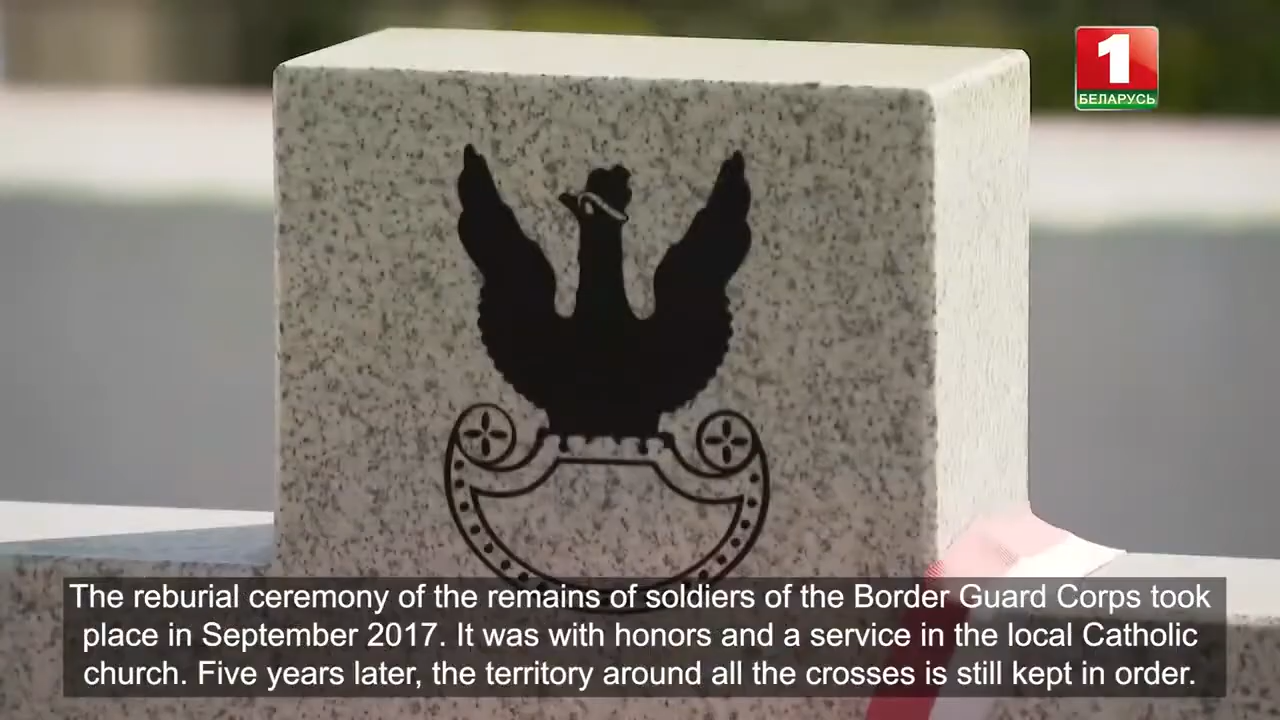 1
БЕЛАРУСЬ
The reburial ceremony of the remains of soldiers of the Border Guard Corps took
place in September 2017. It was with honors and a service in the local Catholic
church. Five years later, the territory around all the crosses is still kept in order.